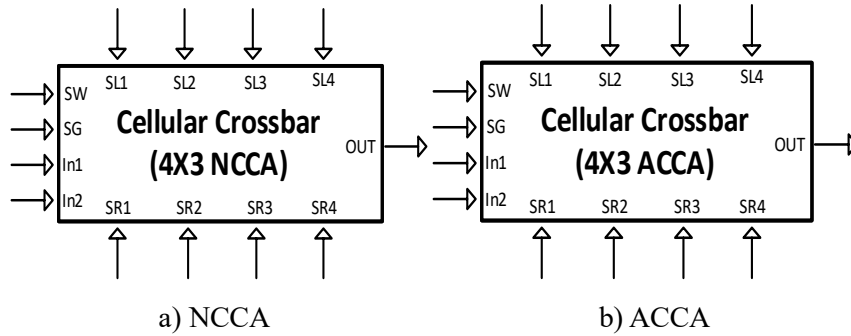 SL1 SL2 SL3 SL4
SW
SG
In1
In2
Cellular Crossbar
(4X3 NCCA)
OUT
SR1 SR2 SR3 SR4
a) NCCA
SL1 SL2 SL3 SL4
SW
SG
In1
In2
Cellular Crossbar
(4X3 ACCA)
OUT
SR1 SR2 SR3 SR4
b) ACCA